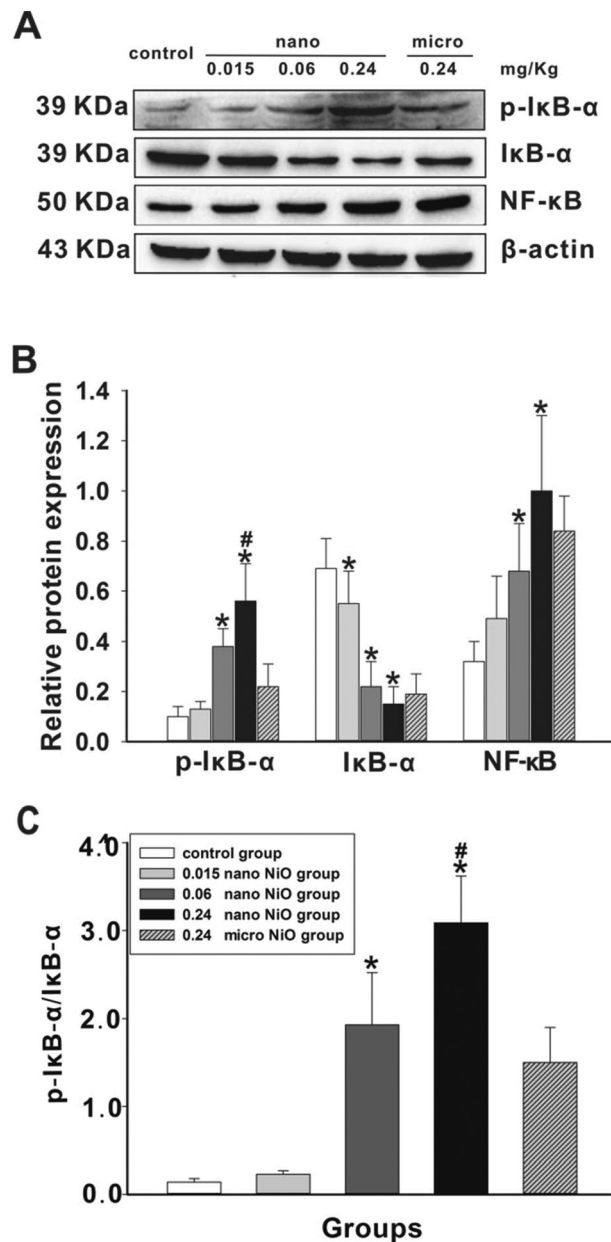 A
control nano micro
0.015 0.06 0.24 0.24 mg/Kg
39 KDa p-IκB-α
39 KDa IκB-α
50 KDa NF-κB
43 KDa β-actin
B
Relative protein expression
1.4
1.2
1.0
0.8
0.6
0.4
0.2
0.0
* # * * * * * *
p-IκB-α IκB-α NF-κB
C
p-IκB-α/IκB-α
4.0
3.0
2.0
1.0
0.0
control group
0.015 nano NiO group
0.06 nano NiO group
0.24 nano NiO group
0.24 micro NiO group
#
*
*
Groups